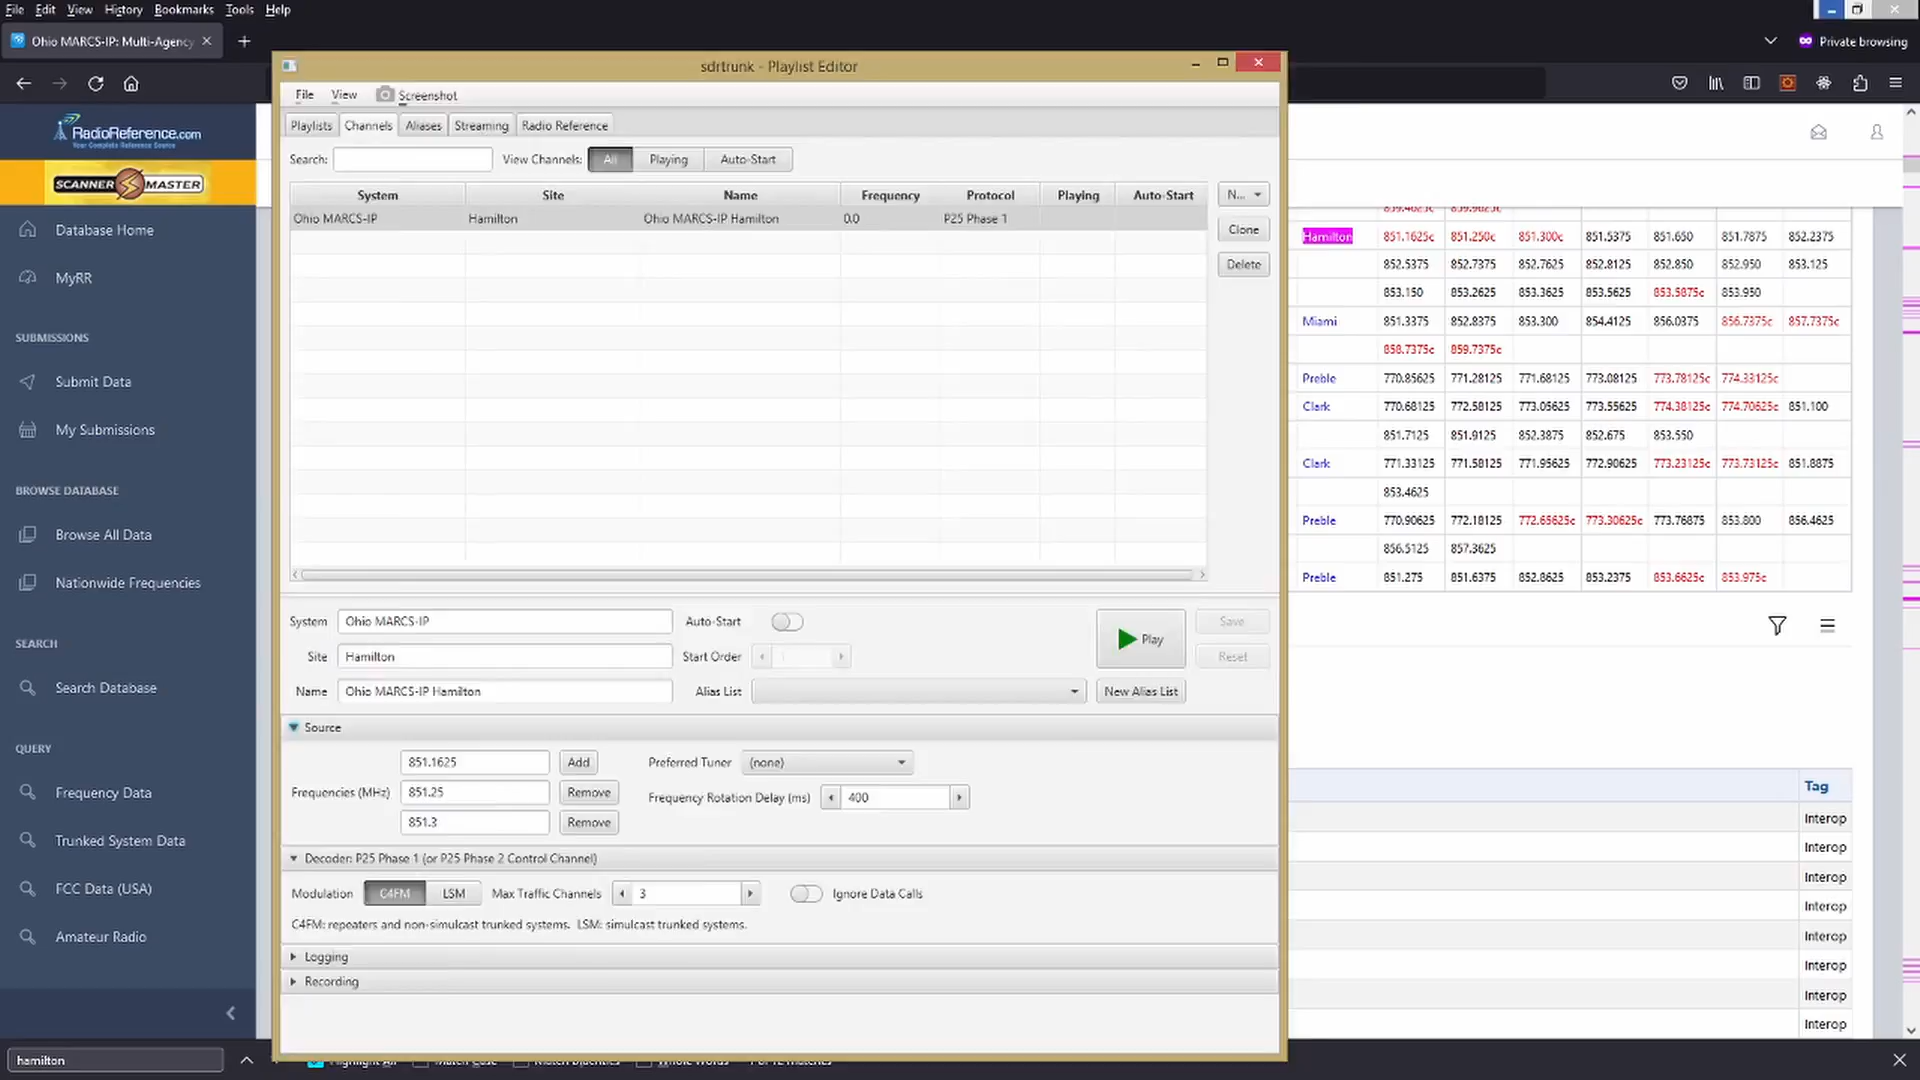 File Edit View History Bookmarks Tools Help
Ohio MARCS-IP: Multi-Agency
Private browsing
sdrtrunk - Playlist Editor
File View Screenshot
Playlists Channels Aliases Streaming Radio Reference
Search: View Channels: All Playing Auto-Start
System Site Name Frequency Protocol Playing Auto-Start
Ohio MARCS-IP Hamilton Ohio MARCS-IP Hamilton 0.0 P25 Phase 1
N...
Clone
Delete
System Ohio MARCS-IP Auto-Start Play Save
Site Hamilton Start Order Reset
Name Ohio MARCS-IP Hamilton Alias List New Alias List
Source
851.1625 Add Preferred Tuner (none)
Frequencies (MHz) 851.25 Remove Frequency Rotation Delay (ms) 400
851.3 Remove
Decoder: P25 Phase 1 (or P25 Phase 2 Control Channel)
Modulation C4FM LSM Max Traffic Channels 3 Ignore Data Calls
C4FM: repeaters and non-simulcast trunked systems. LSM: simulcast trunked systems.
Logging
Recording
RadioReference.com
Your Complete Reference Source
SCANNER MASTER
Database Home
MyRR
SUBMISSIONS
Submit Data
My Submissions
BROWSE DATABASE
Browse All Data
Nationwide Frequencies
SEARCH
Search Database
QUERY
Frequency Data
Trunked System Data
FCC Data (USA)
Amateur Radio
859.4625c 859.9625c
Hamilton 851.1625c 851.250c 851.300c 851.5375 851.650 851.7875 852.2375
852.5375 852.7375 852.7625 852.8125 852.850 852.950 853.125
853.150 853.2625 853.3625 853.5625 853.5875c 853.950
Miami 851.3375 852.8375 853.300 854.4125 856.0375 856.7375c 857.7375c
858.7375c 859.7375c
Preble 770.85625 771.28125 771.68125 773.08125 773.78125c 774.33125c
Clark 770.68125 772.58125 773.05625 773.55625 774.38125c 774.70625c 851.100
851.7125 851.9125 852.3875 852.675 853.550
Clark 771.33125 771.58125 771.95625 772.90625 773.23125c 773.73125c 851.8875
853.4625
Preble 770.90625 772.18125 772.65625c 773.30625c 773.76875 853.800 856.4625
856.5125 857.3625
Preble 851.275 851.6375 852.8625 853.2375 853.6625c 853.975c
Tag
Interop
Interop
Interop
Interop
Interop
Interop
Interop
Interop
hamilton
Highlight All Match Case Match Diacritics Whole Words